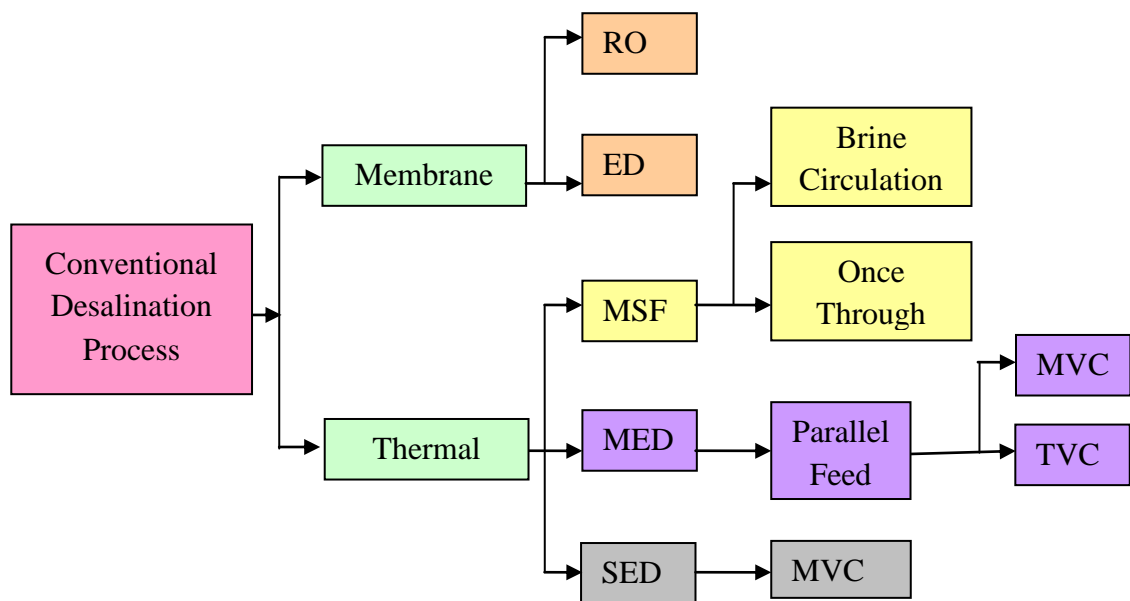 Conventional
Desalination
Process
Membrane
Thermal
RO
ED
MSF
MED
SED
Brine
Circulation
Once
Through
Parallel
Feed
MVC
MVC
TVC